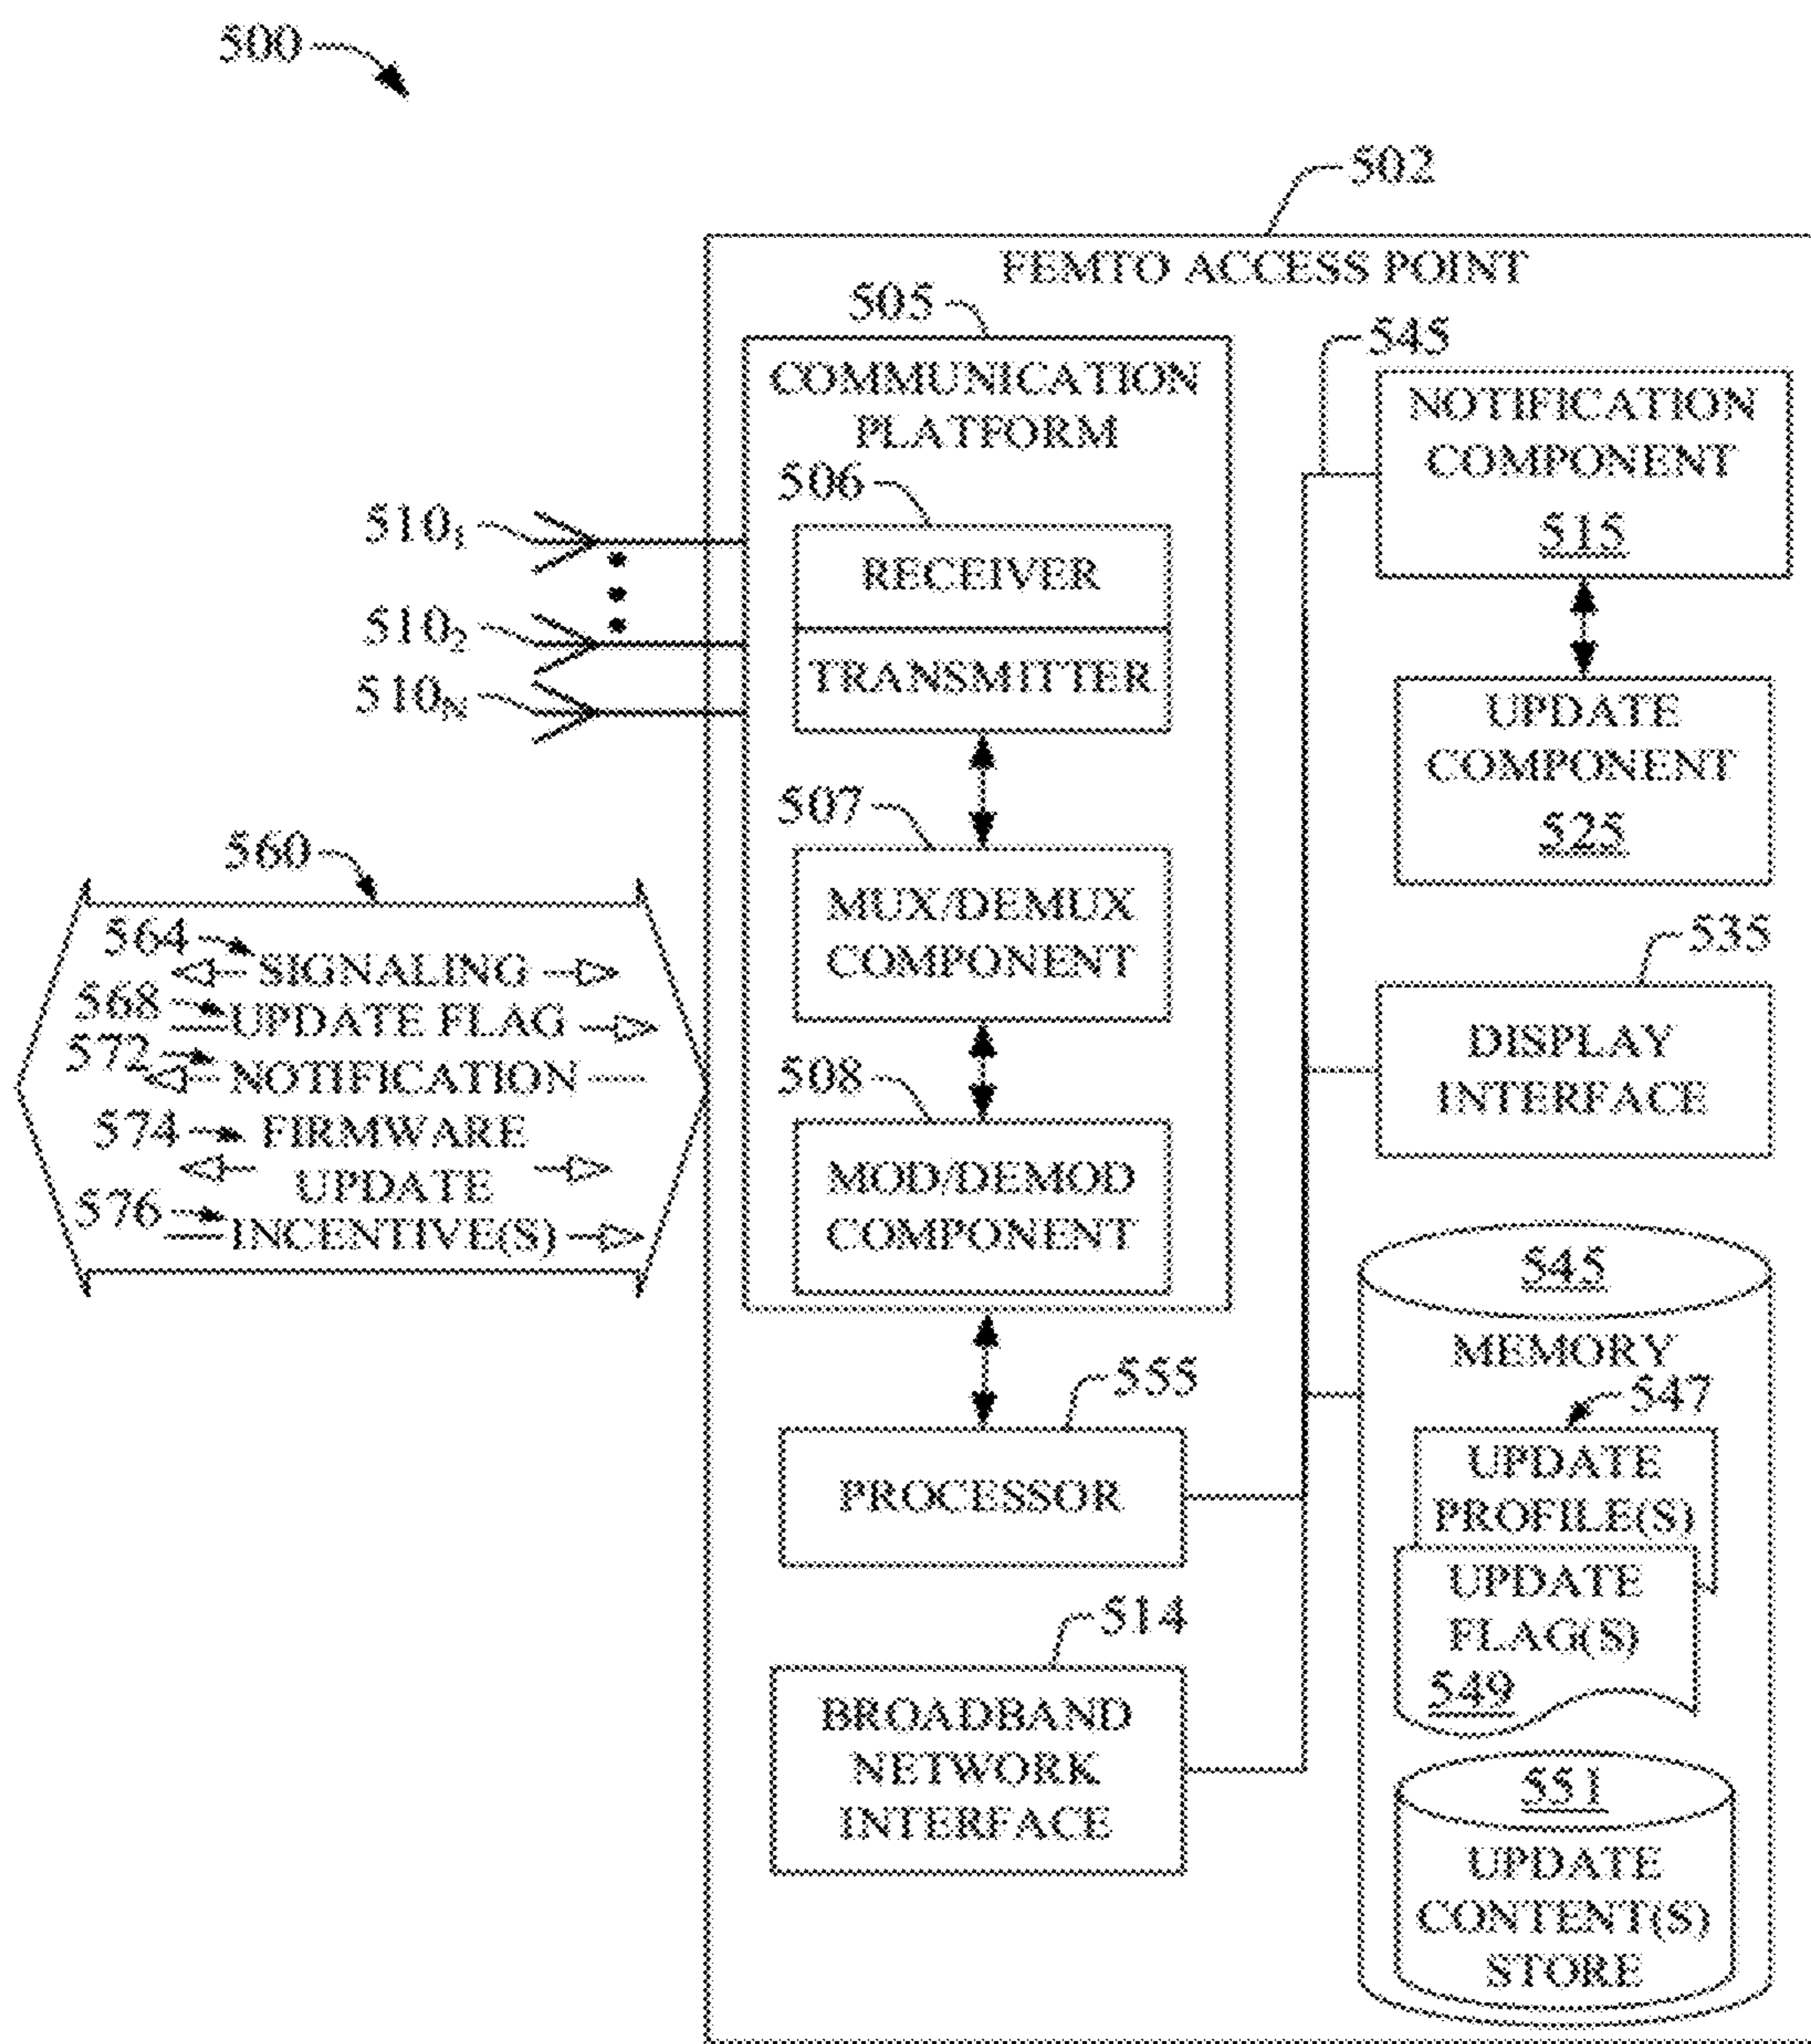 500
502
FEMTO ACCESS POINT
505
545
COMMUNICATION
PLATFORM
NOTIFICATION
COMPONENT
515
506
RECEIVER
TRANSMITTER
510₁
510₂
510_N
UPDATE
COMPONENT
525
507
MUX/DEMUX
COMPONENT
560
564
SIGNALING
568
UPDATE FLAG
572
NOTIFICATION
574
FIRMWARE
UPDATE
576
INCENTIVE(S)
535
DISPLAY
INTERFACE
508
MOD/DEMOD
COMPONENT
545
MEMORY
547
UPDATE
PROFILE(S)
UPDATE
FLAG(S)
549
555
PROCESSOR
514
BROADBAND
NETWORK
INTERFACE
551
UPDATE
CONTENT(S)
STORE